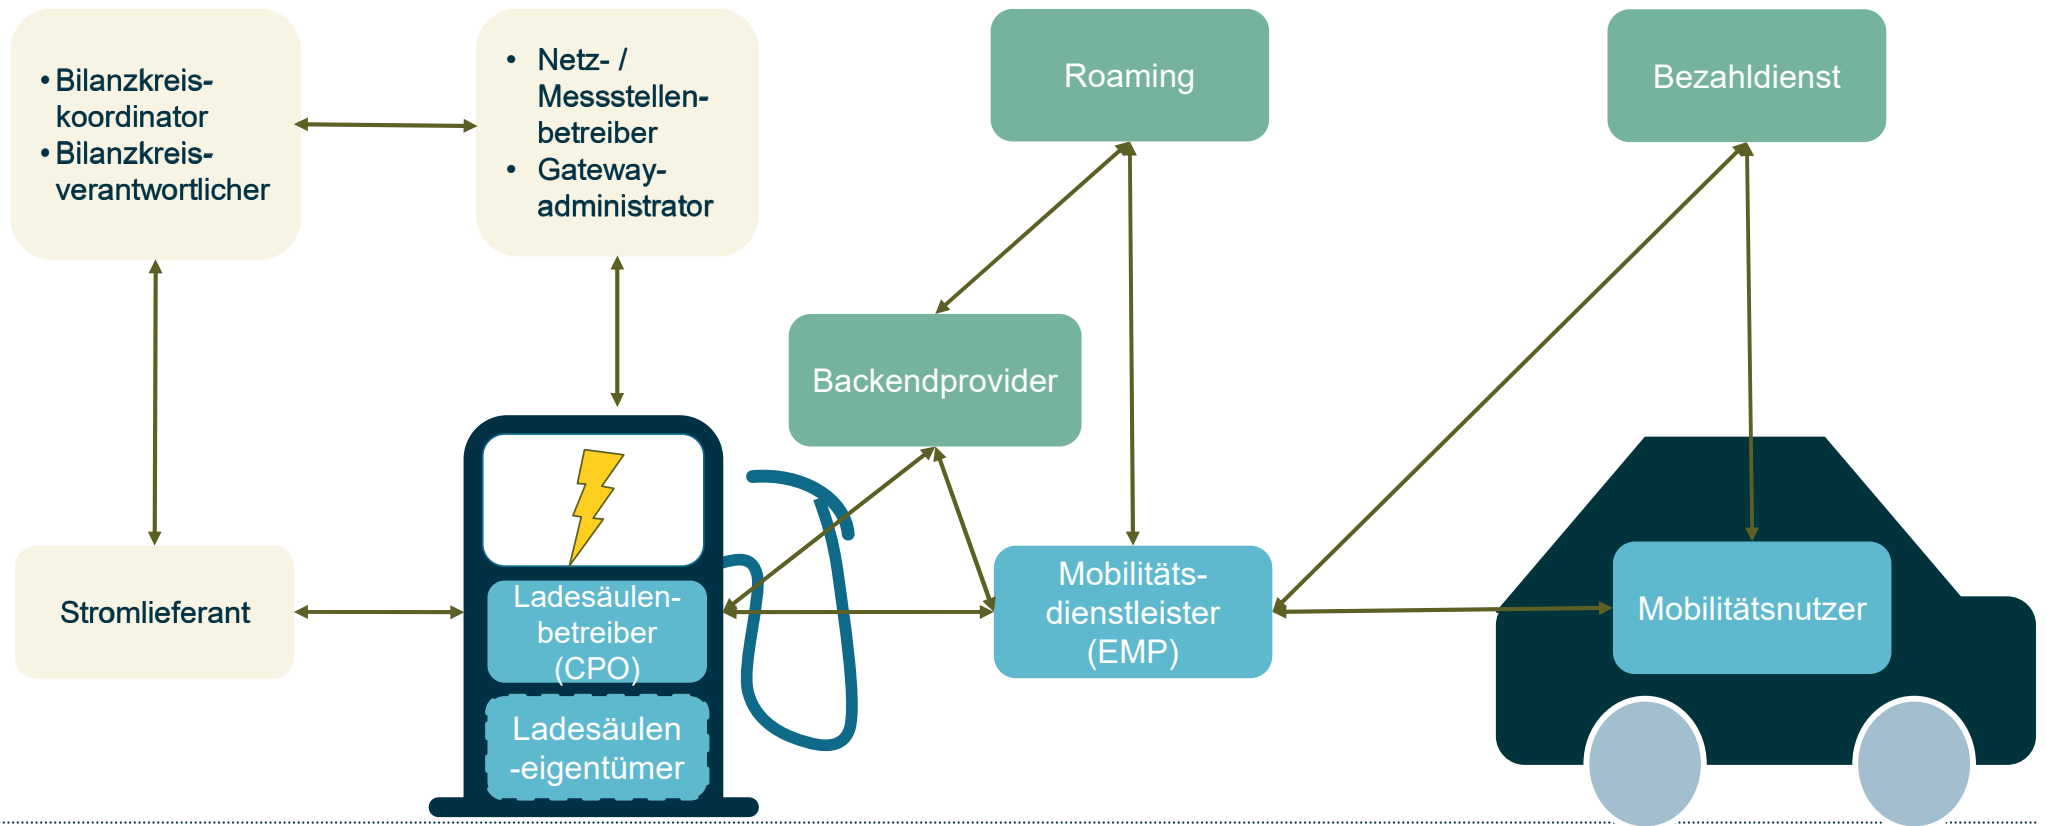 • Bilanzkreis-
koordinator
• Bilanzkreis-
verantwortlicher
• Netz- /
Messstellen-
betreiber
• Gateway-
administrator
Roaming
Bezahldienst
Backendprovider
Stromlieferant
Ladesäulen-
betreiber
(CPO)
Ladesäulen
-eigentümer
Mobilitäts-
dienstleister
(EMP)
Mobilitätsnutzer